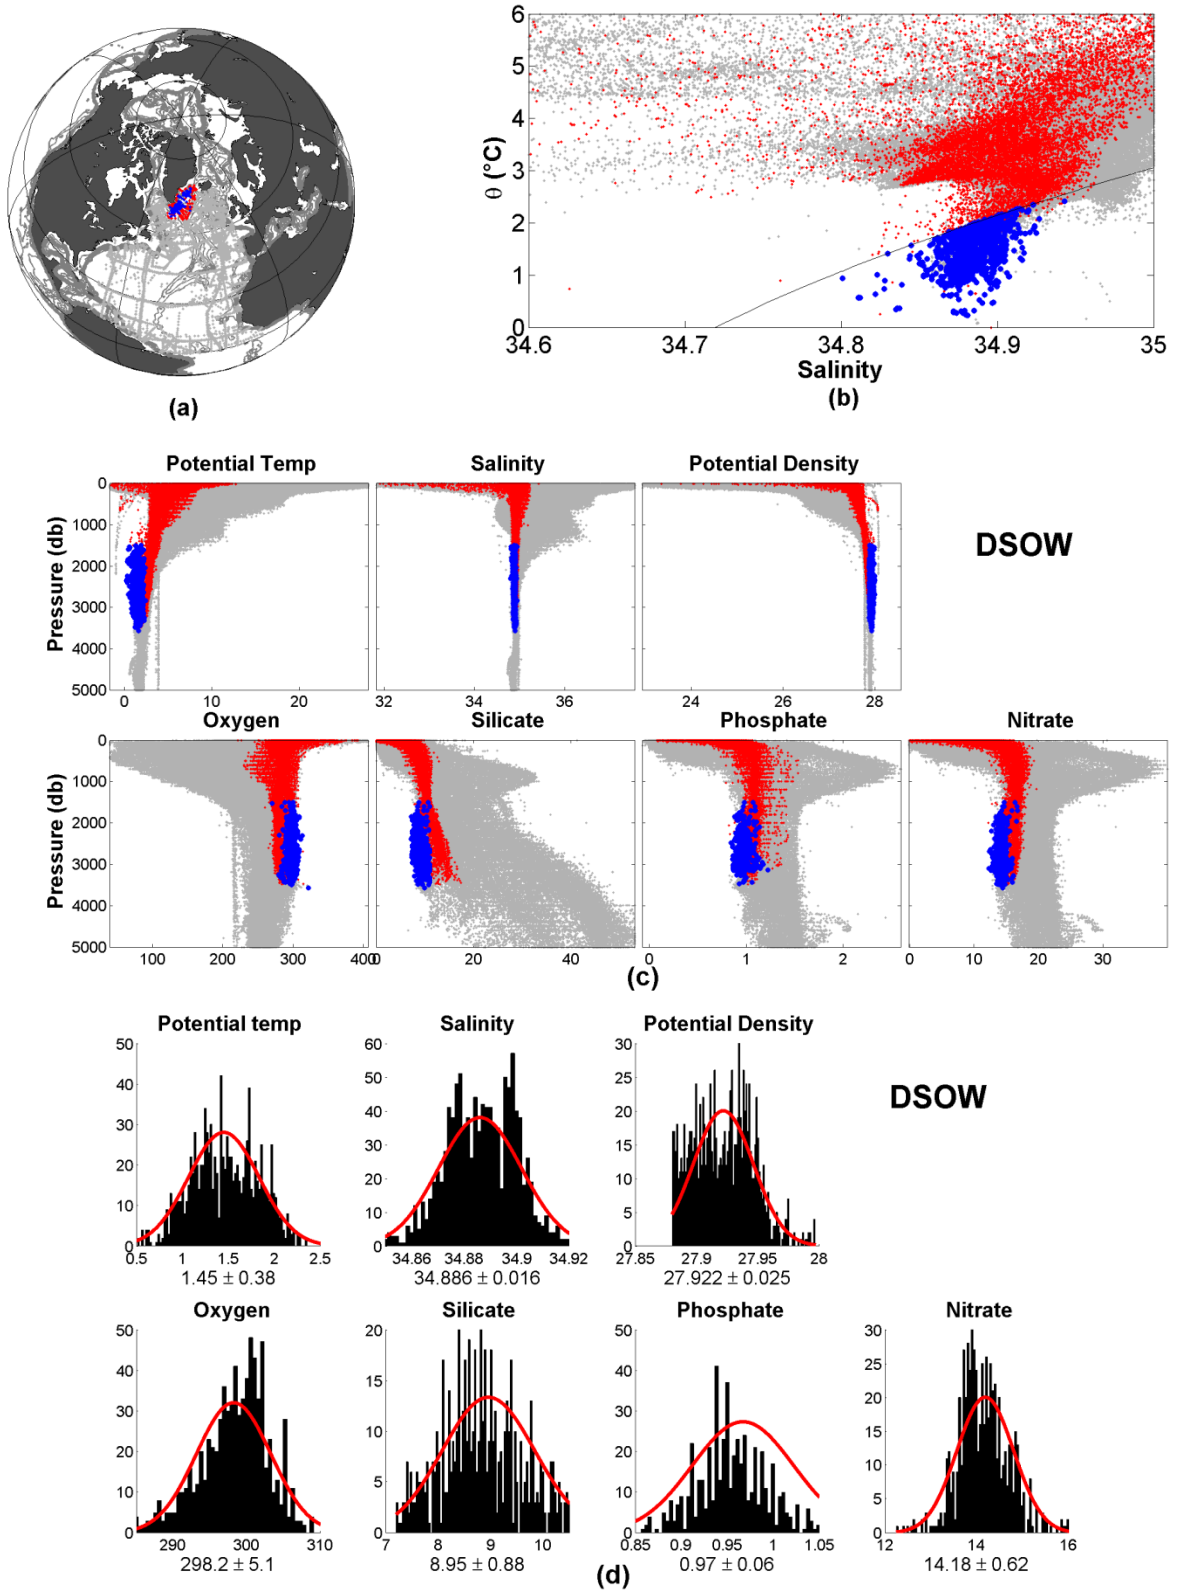 6
5
4
3
2
1
0
θ (°C)
34.6 34.7 34.8 34.9 35
Salinity
(a)
(b)
Potential Temp Salinity Potential Density
DSOW
0
1000
2000
3000
4000
5000
Pressure (db)
0 10 20
32 34 36
24 26 28
Oxygen Silicate Phosphate Nitrate
0
1000
2000
3000
4000
5000
Pressure (db)
100 200 300 400
0 20 40
0 1 2
0 10 20 30
(c)
Potential temp Salinity Potential Density
DSOW
50
40
30
20
10
0
0.5 1 1.5 2 2.5
1.45 ± 0.38
60
50
40
30
20
10
0
34.86 34.88 34.9 34.92
34.886 ± 0.016
30
25
20
15
10
5
0
27.85 27.9 27.95 28
27.922 ± 0.025
Oxygen Silicate Phosphate Nitrate
50
40
30
20
10
0
290 300 310
298.2 ± 5.1
20
15
10
5
0
7 8 9 10
8.95 ± 0.88
50
40
30
20
10
0
0.85 0.9 0.95 1 1.05
0.97 ± 0.06
30
25
20
15
10
5
0
12 14 16
14.18 ± 0.62
(d)